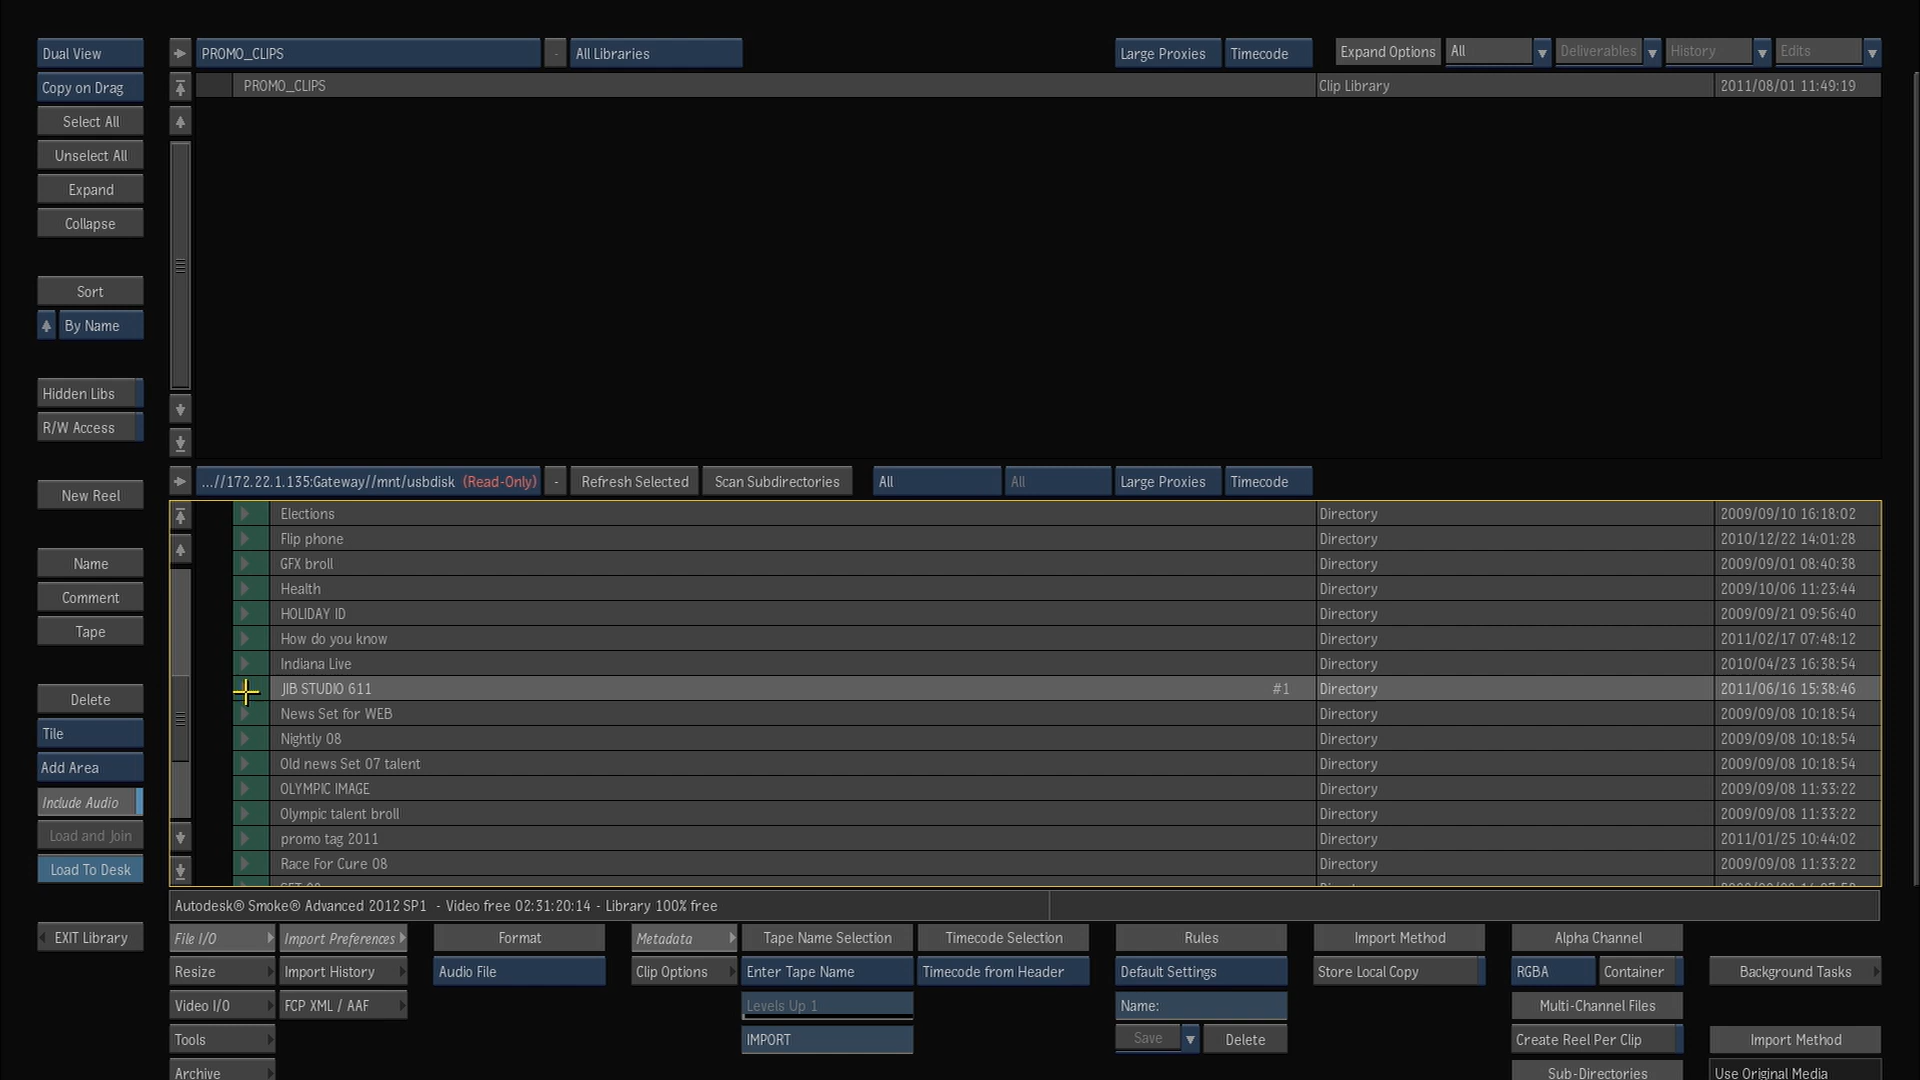 Dual View
PROMO_CLIPS
-
All Libraries
Large Proxies
Timecode
Expand Options
All
Deliverables
History
Edits
Copy on Drag
PROMO_CLIPS
Clip Library
2011/08/01 11:49:19
Select All
Unselect All
Expand
Collapse
Sort
By Name
Hidden Libs
R/W Access
New Reel
Name
Comment
Tape
Delete
Tile
Add Area
Include Audio
Load and Join
Load To Desk
EXIT Library
...//172.22.1.135:Gateway//mnt/usbdisk (Read-Only)
-
Refresh Selected
Scan Subdirectories
All
All
Large Proxies
Timecode
Elections Directory 2009/09/10 16:18:02
Flip phone Directory 2010/12/22 14:01:28
GFX broll Directory 2009/09/01 08:40:38
Health Directory 2009/10/06 11:23:44
HOLIDAY ID Directory 2009/09/21 09:56:40
How do you know Directory 2011/02/17 07:48:12
Indiana Live Directory 2010/04/23 16:38:54
JIB STUDIO 611 #1 Directory 2011/06/16 15:38:46
News Set for WEB Directory 2009/09/08 10:18:54
Nightly 08 Directory 2009/09/08 10:18:54
Old news Set 07 talent Directory 2009/09/08 10:18:54
OLYMPIC IMAGE Directory 2009/09/08 11:33:22
Olympic talent broll Directory 2009/09/08 11:33:22
promo tag 2011 Directory 2011/01/25 10:44:02
Race For Cure 08 Directory 2009/09/08 11:33:22
Autodesk® Smoke® Advanced 2012 SP1 - Video free 02:31:20:14 - Library 100% free
File I/O
Import Preferences
Format
Metadata
Tape Name Selection
Timecode Selection
Rules
Import Method
Alpha Channel
Resize
Import History
Audio File
Clip Options
Enter Tape Name
Timecode from Header
Default Settings
Store Local Copy
RGBA
Container
Background Tasks
Video I/O
FCP XML / AAF
Levels Up 1
Name:
Multi-Channel Files
Tools
IMPORT
Save
Delete
Create Reel Per Clip
Import Method
Archive
Sub-Directories
Use Original Media